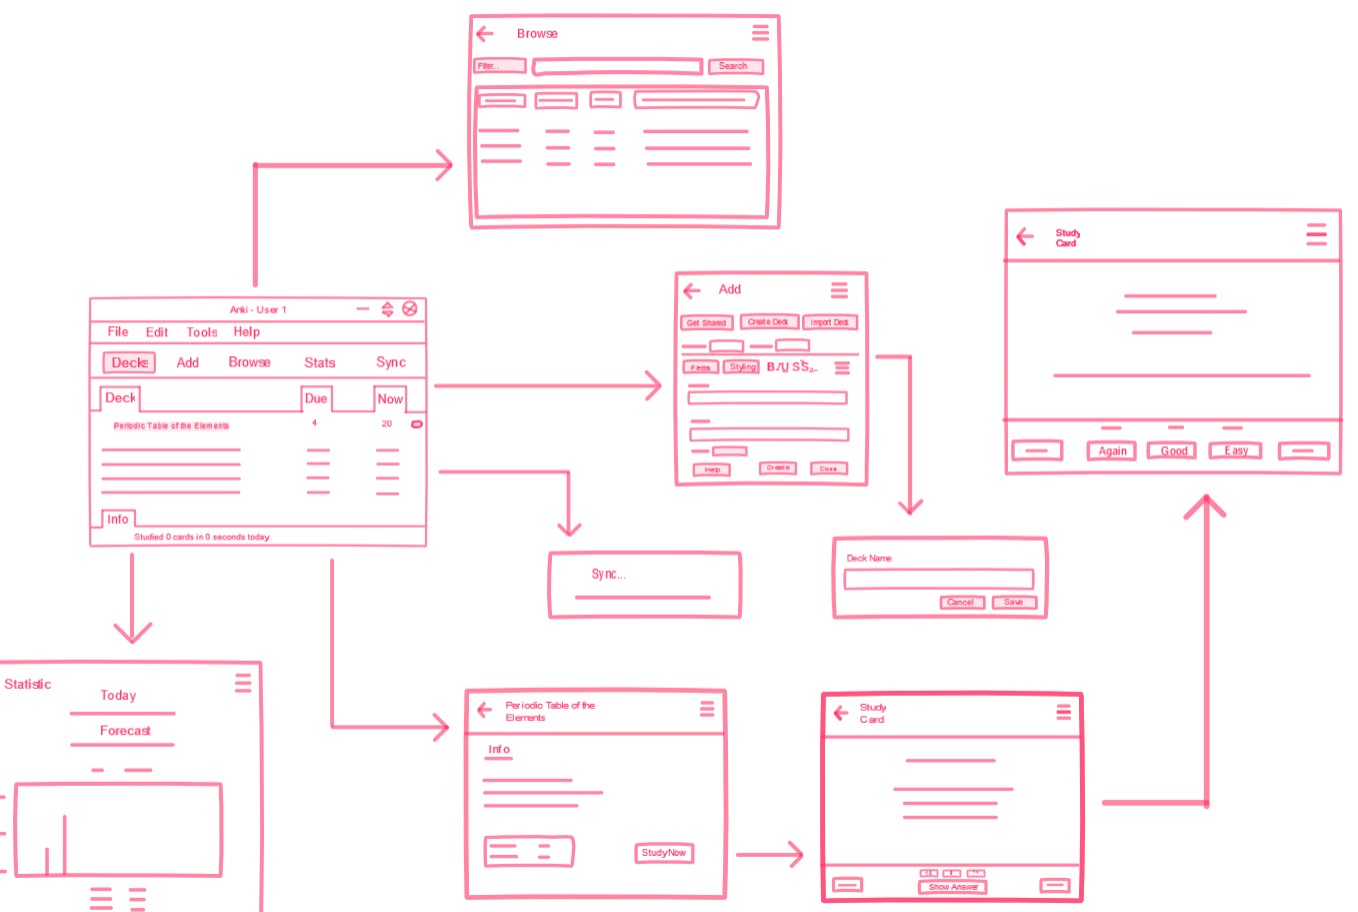 Browse
Filter...
Search
Study
Card
Again
Good
Easy
Anki - User 1
File Edit Tools Help
Decks Add Browse Stats Sync
Deck Due Now
Periodic Table of the Elements 4 20
Info
Studied 0 cards in 0 seconds today
Add
Get Shared Create Deck Import Deck
Fields Styling B I U S
Help Create Close
Sync...
Deck Name
Cancel Save
Statistic
Today
Forecast
Periodic Table of the
Elements
Info
Study Now
Study
Card
Show Answer